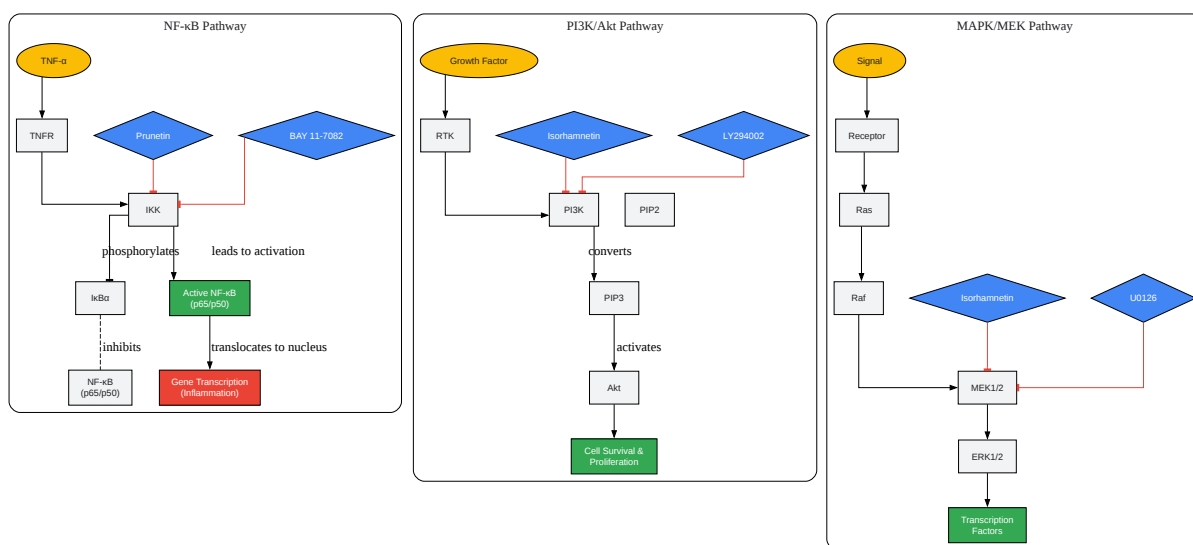 NF-κB Pathway
TNF-α
TNFR
Prunetin
BAY 11-7082
IKK
phosphorylates
leads to activation
IκBα
Active NF-κB
(p65/p50)
inhibits
translocates to nucleus
NF-κB
(p65/p50)
Gene Transcription
(Inflammation)
PI3K/Akt Pathway
Growth Factor
RTK
Isorhamnetin
LY294002
PI3K
PIP2
converts
PIP3
activates
Akt
Cell Survival &
Proliferation
MAPK/MEK Pathway
Signal
Receptor
Ras
Raf
Isorhamnetin
U0126
MEK1/2
ERK1/2
Transcription
Factors